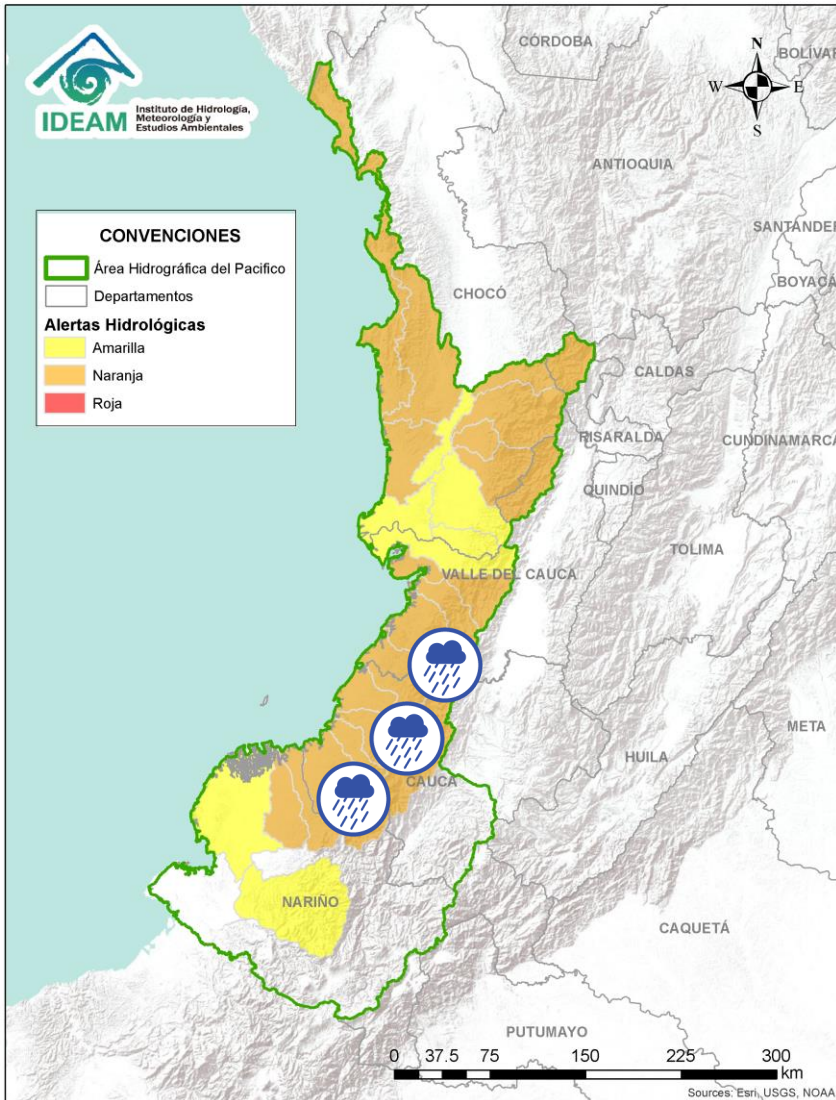 IDEAM
Instituto de Hidrología,
Meteorología y
Estudios Ambientales
CONVENCIONES
Área Hidrográfica del Pacifico
Departamentos
Alertas Hidrológicas
Amarilla
Naranja
Roja
N
W E
S
CÓRDOBA
BOLÍVAR
ANTIOQUIA
SANTANDER
BOYACÁ
CHOCÓ
CALDAS
RISARALDA
CUNDINAMARCA
QUINDÍO
TOLIMA
VALLE DEL CAUCA
META
HUILA
CAUCA
NARIÑO
CAQUETÁ
PUTUMAYO
0 37.5 75 150 225 300
km
Sources: Esri, USGS, NOAA